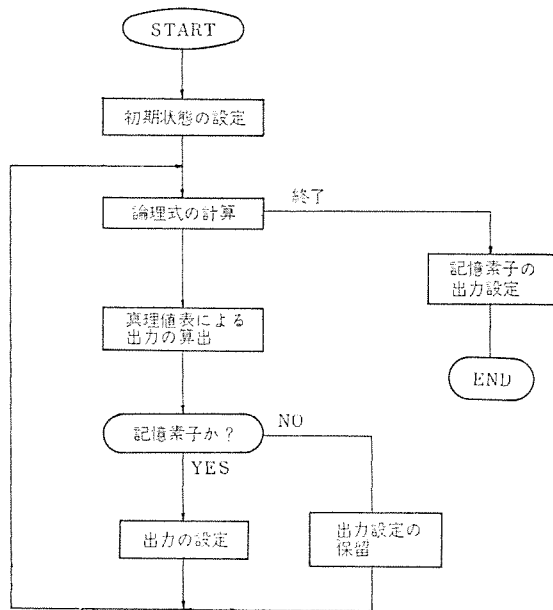 START
初期状態の設定
論理式の計算
終了
記憶素子の
出力設定
END
真理値表による
出力の算出
記憶素子か？
NO
YES
出力の設定
出力設定の
保留